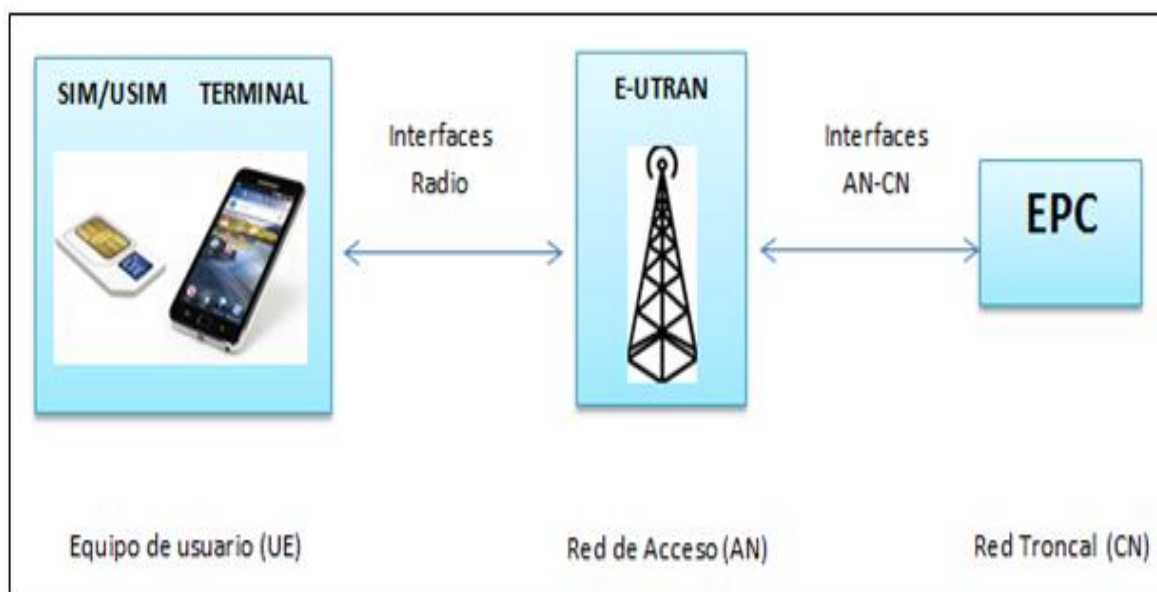 SIM/USIM TERMINAL
E-UTRAN
Interfaces
Radio
Interfaces
AN-CN
EPC
Equipo de usuario (UE)
Red de Acceso (AN)
Red Troncal (CN)